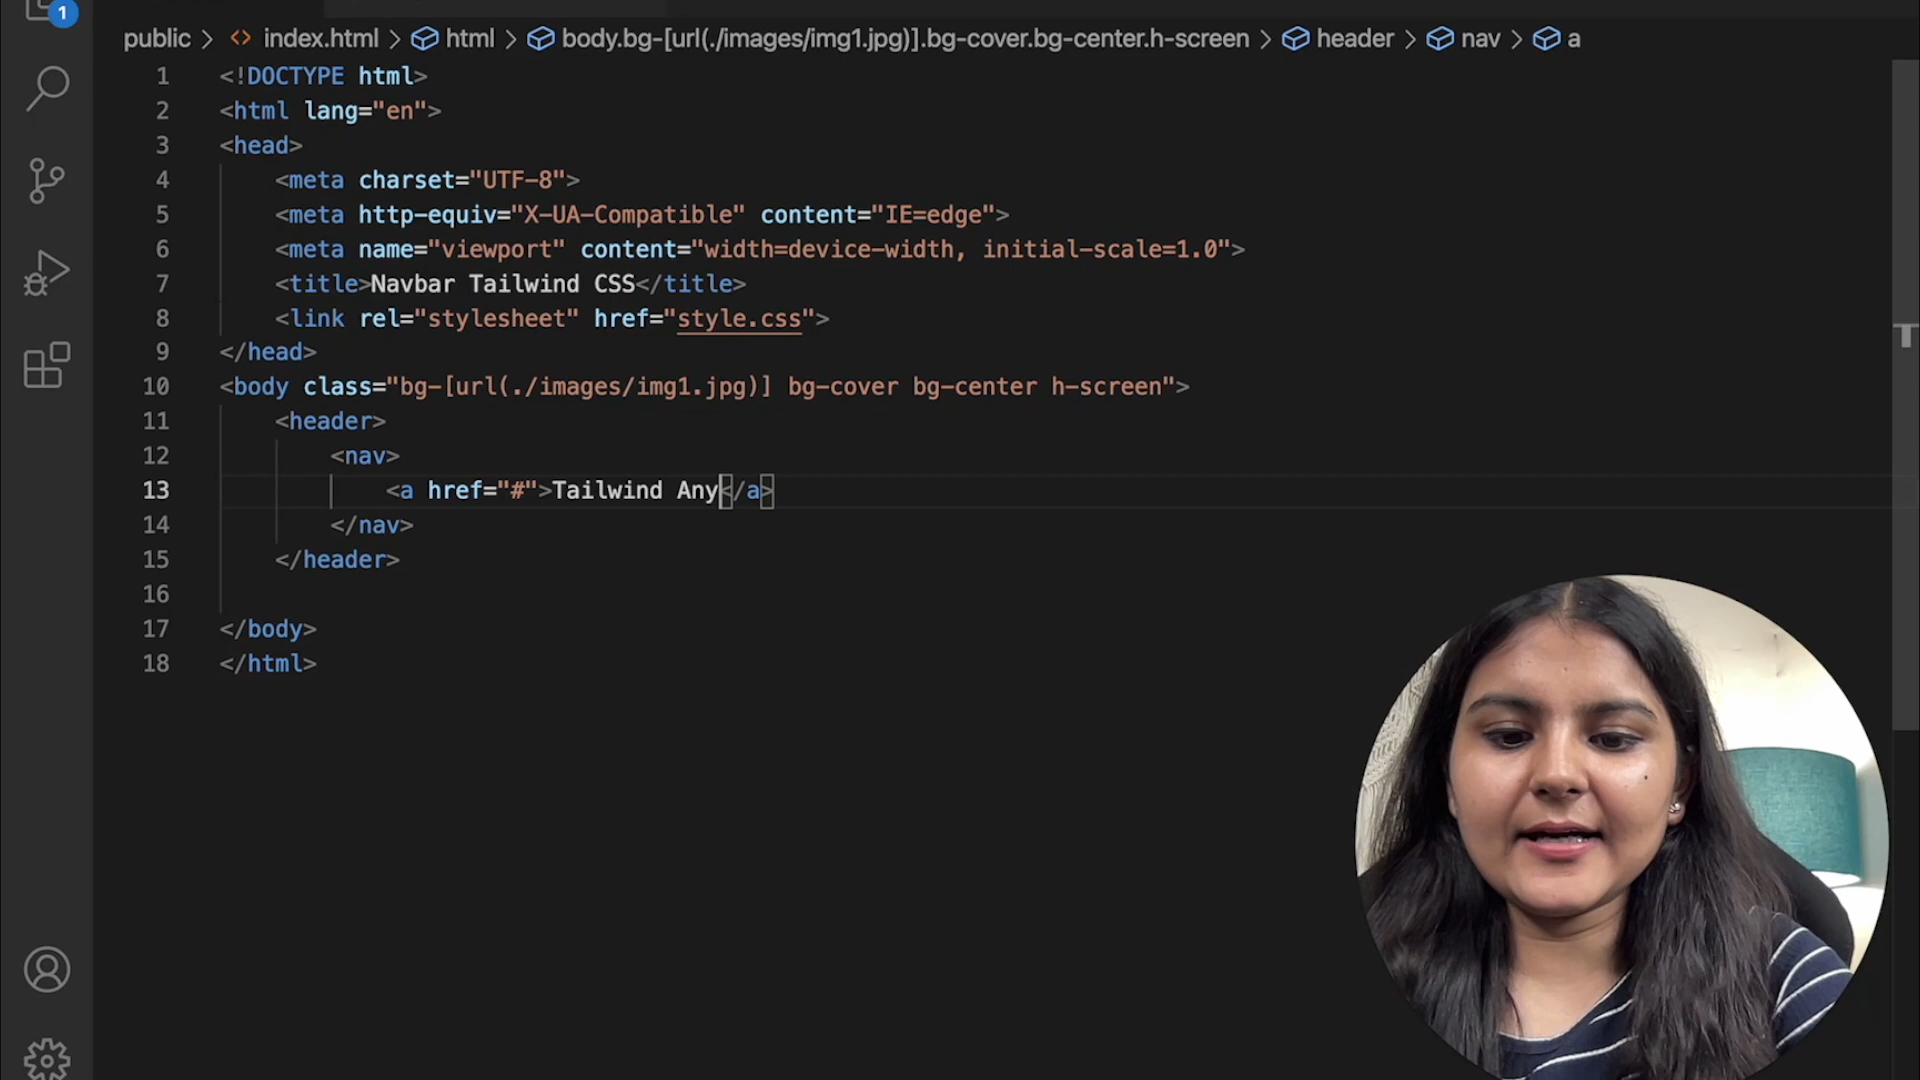 1
public > <> index.html > html > body.bg-[url(./images/img1.jpg)].bg-cover.bg-center.h-screen > header > nav > a
1 <!DOCTYPE html>
2 <html lang="en">
3 <head>
4 <meta charset="UTF-8">
5 <meta http-equiv="X-UA-Compatible" content="IE=edge">
6 <meta name="viewport" content="width=device-width, initial-scale=1.0">
7 <title>Navbar Tailwind CSS</title>
8 <link rel="stylesheet" href="style.css">
9 </head>
10 <body class="bg-[url(./images/img1.jpg)] bg-cover bg-center h-screen">
11 <header>
12 <nav>
13 <a href="#">Tailwind Any</a>
14 </nav>
15 </header>
16
17 </body>
18 </html>